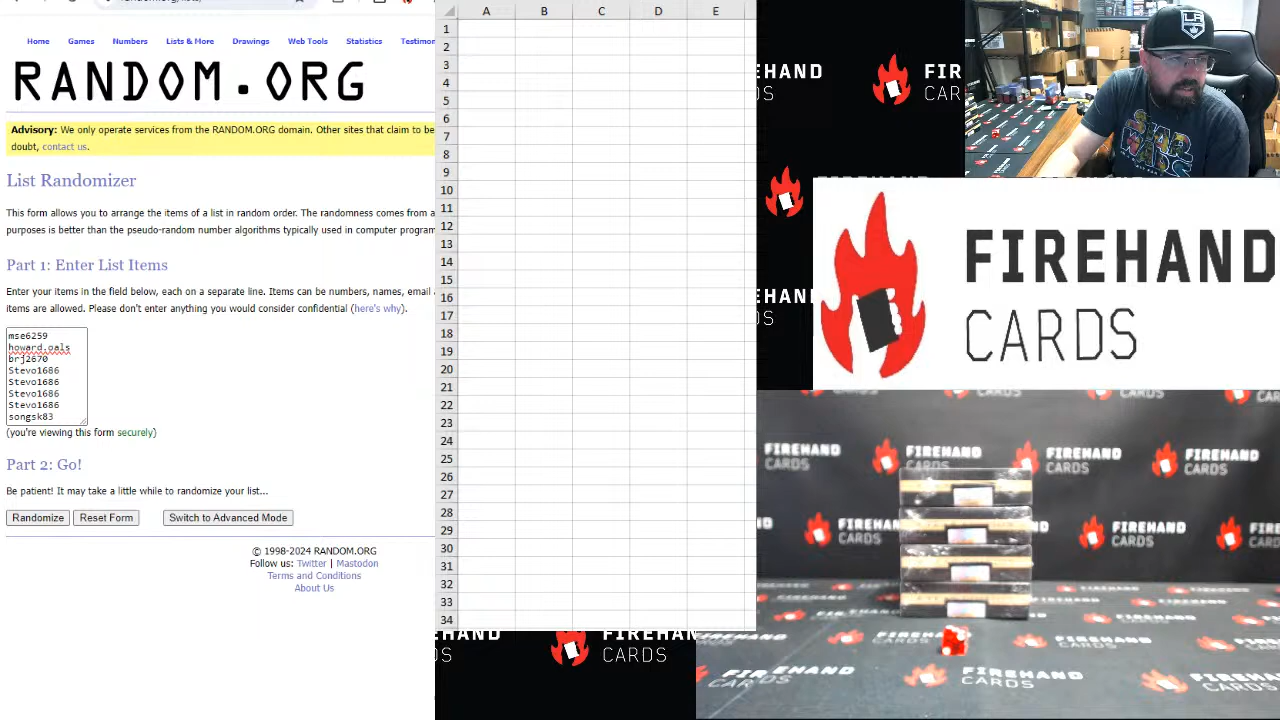 Home Games Numbers Lists & More Drawings Web Tools Statistics Testimor
RANDOM.ORG
Advisory: We only operate services from the RANDOM.ORG domain. Other sites that claim to be
doubt, contact us.
List Randomizer
This form allows you to arrange the items of a list in random order. The randomness comes from a
purposes is better than the pseudo-random number algorithms typically used in computer program
Part 1: Enter List Items
Enter your items in the field below, each on a separate line. Items can be numbers, names, email
items are allowed. Please don't enter anything you would consider confidential (here's why).
mse6259
howard.oals
brj2670
Stevo1686
Stevo1686
Stevo1686
Stevo1686
songsk83
(you're viewing this form securely)
Part 2: Go!
Be patient! It may take a little while to randomize your list...
Randomize Reset Form Switch to Advanced Mode
© 1998-2024 RANDOM.ORG
Follow us: Twitter | Mastodon
Terms and Conditions
About Us
A B C D E
1
2
3
4
5
6
7
8
9
10
11
12
13
14
15
16
17
18
19
20
21
22
23
24
25
26
27
28
29
30
31
32
33
34
EHAND
DS
FIR
CAR
FIREHAND
CARDS
FIREHAND
CARDS